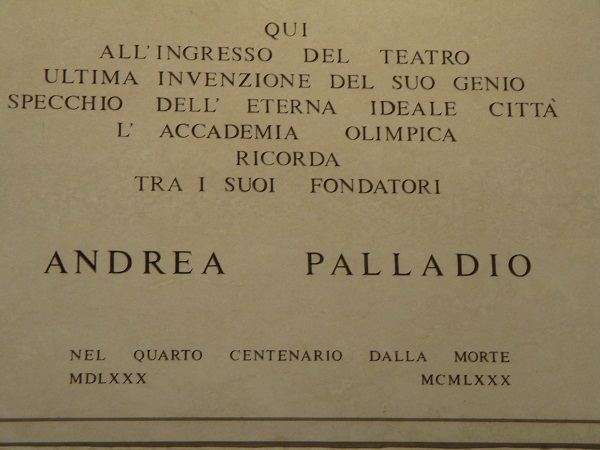 QUI
ALL'INGRESSO DEL TEATRO
ULTIMA INVENZIONE DEL SUO GENIO
SPECCHIO DELL' ETERNA IDEALE CITTÀ
L' ACCADEMIA OLIMPICA
RICORDA
TRA I SUOI FONDATORI
ANDREA PALLADIO
NEL QUARTO CENTENARIO DALLA MORTE
MDLXXX MCMLXXX